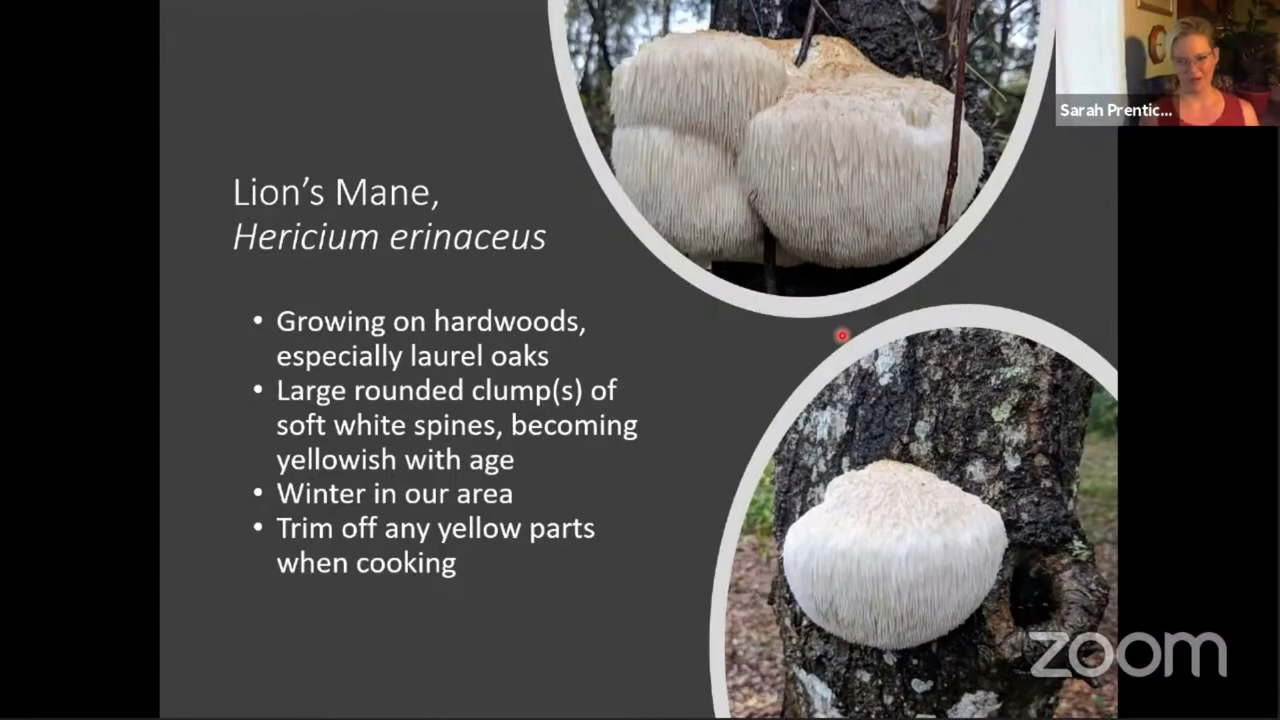 Sarah Prentic...
Lion's Mane,
Hericium erinaceus
• Growing on hardwoods,
especially laurel oaks
• Large rounded clump(s) of
soft white spines, becoming
yellowish with age
• Winter in our area
• Trim off any yellow parts
when cooking
zoom